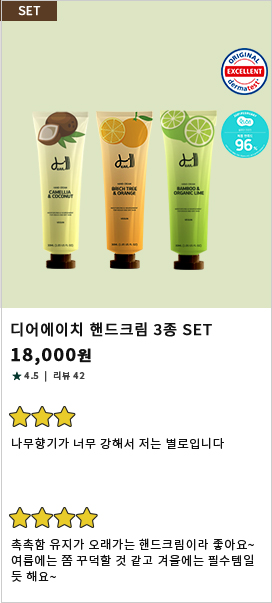 SET
ORIGINAL
EXCELLENT
dermatest
96%
CAMELLIA
& COCONUT
BIRCH TREE
& ORANGE
BAMBOO &
ORGANIC LIME
디어에이치 핸드크림 3종 SET
18,000원
★ 4.5 | 리뷰 42
나무향기가 너무 강해서 저는 별로입니다
촉촉함 유지가 오래가는 핸드크림이라 좋아요~
여름에는 쫌 꾸덕할 것 같고 겨울에는 필수템일
듯 해요~